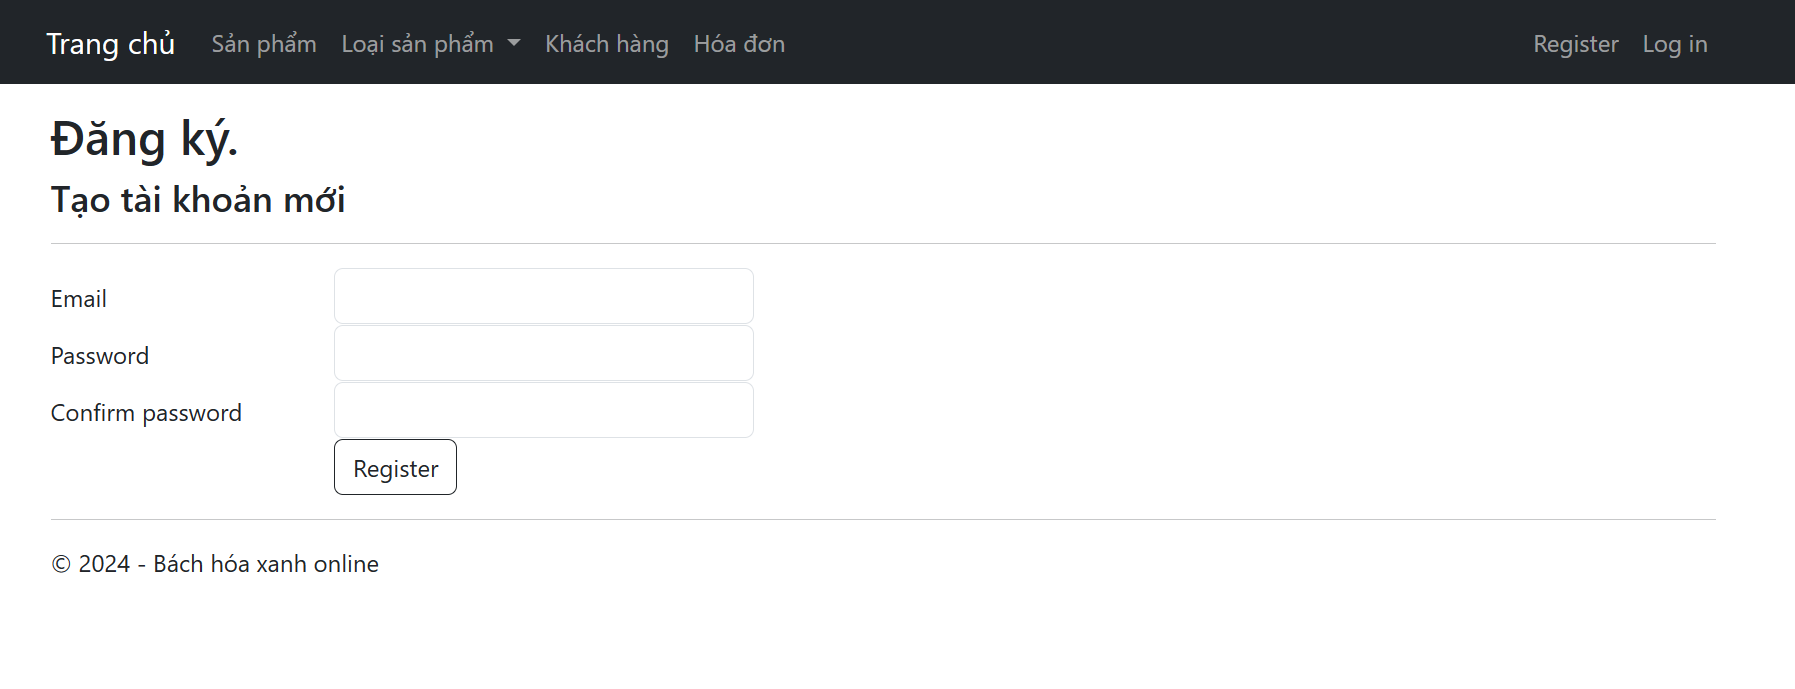 Trang chủ Sản phẩm Loại sản phẩm Khách hàng Hóa đơn Register Log in
Đăng ký.
Tạo tài khoản mới
Email
Password
Confirm password
Register
© 2024 - Bách hóa xanh online